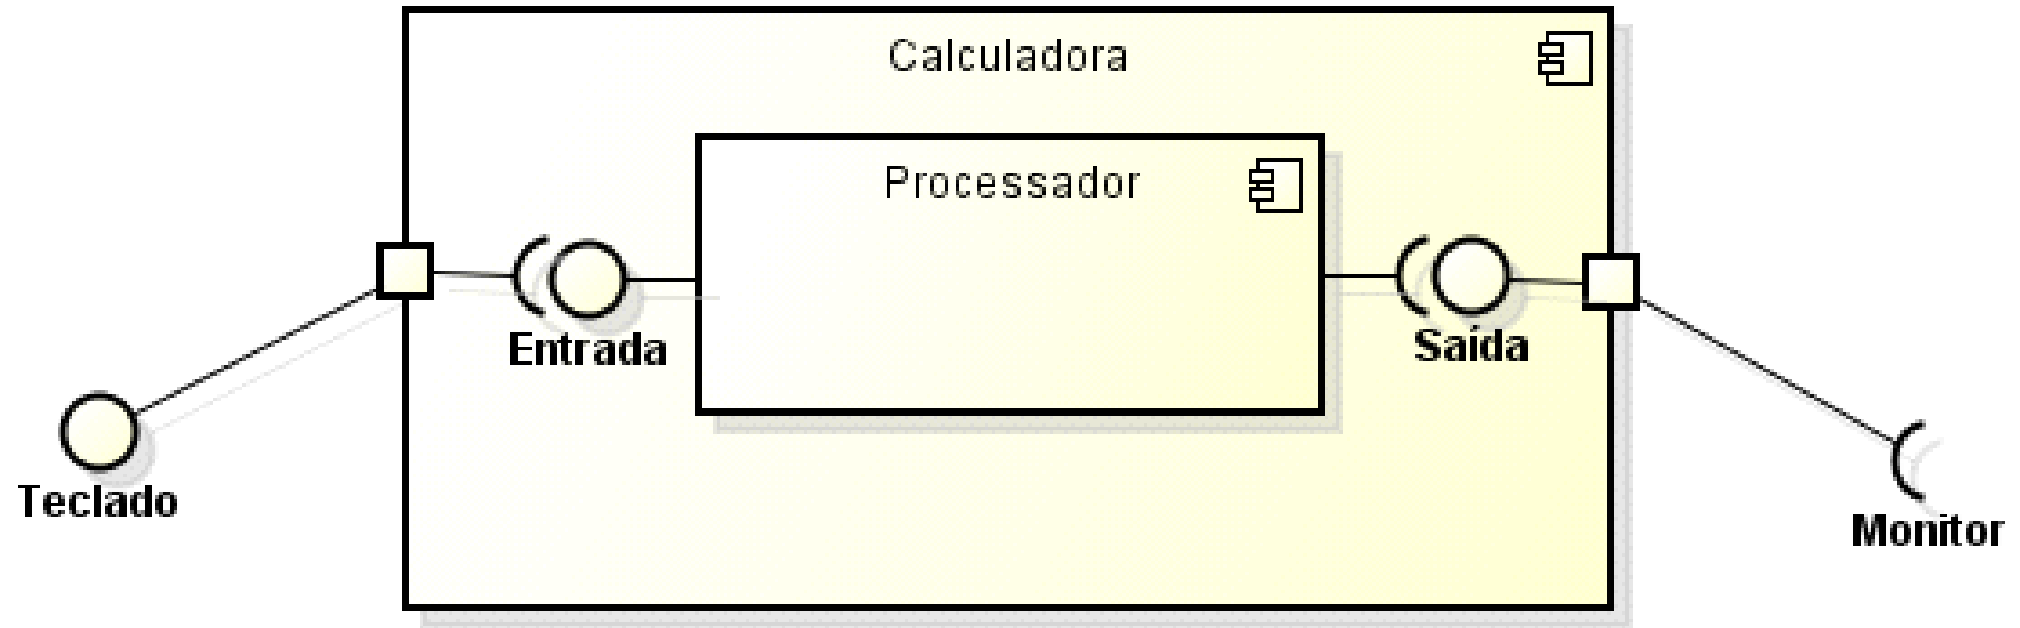 Calculadora
Processador
Entrada
Saída
Teclado
Monitor